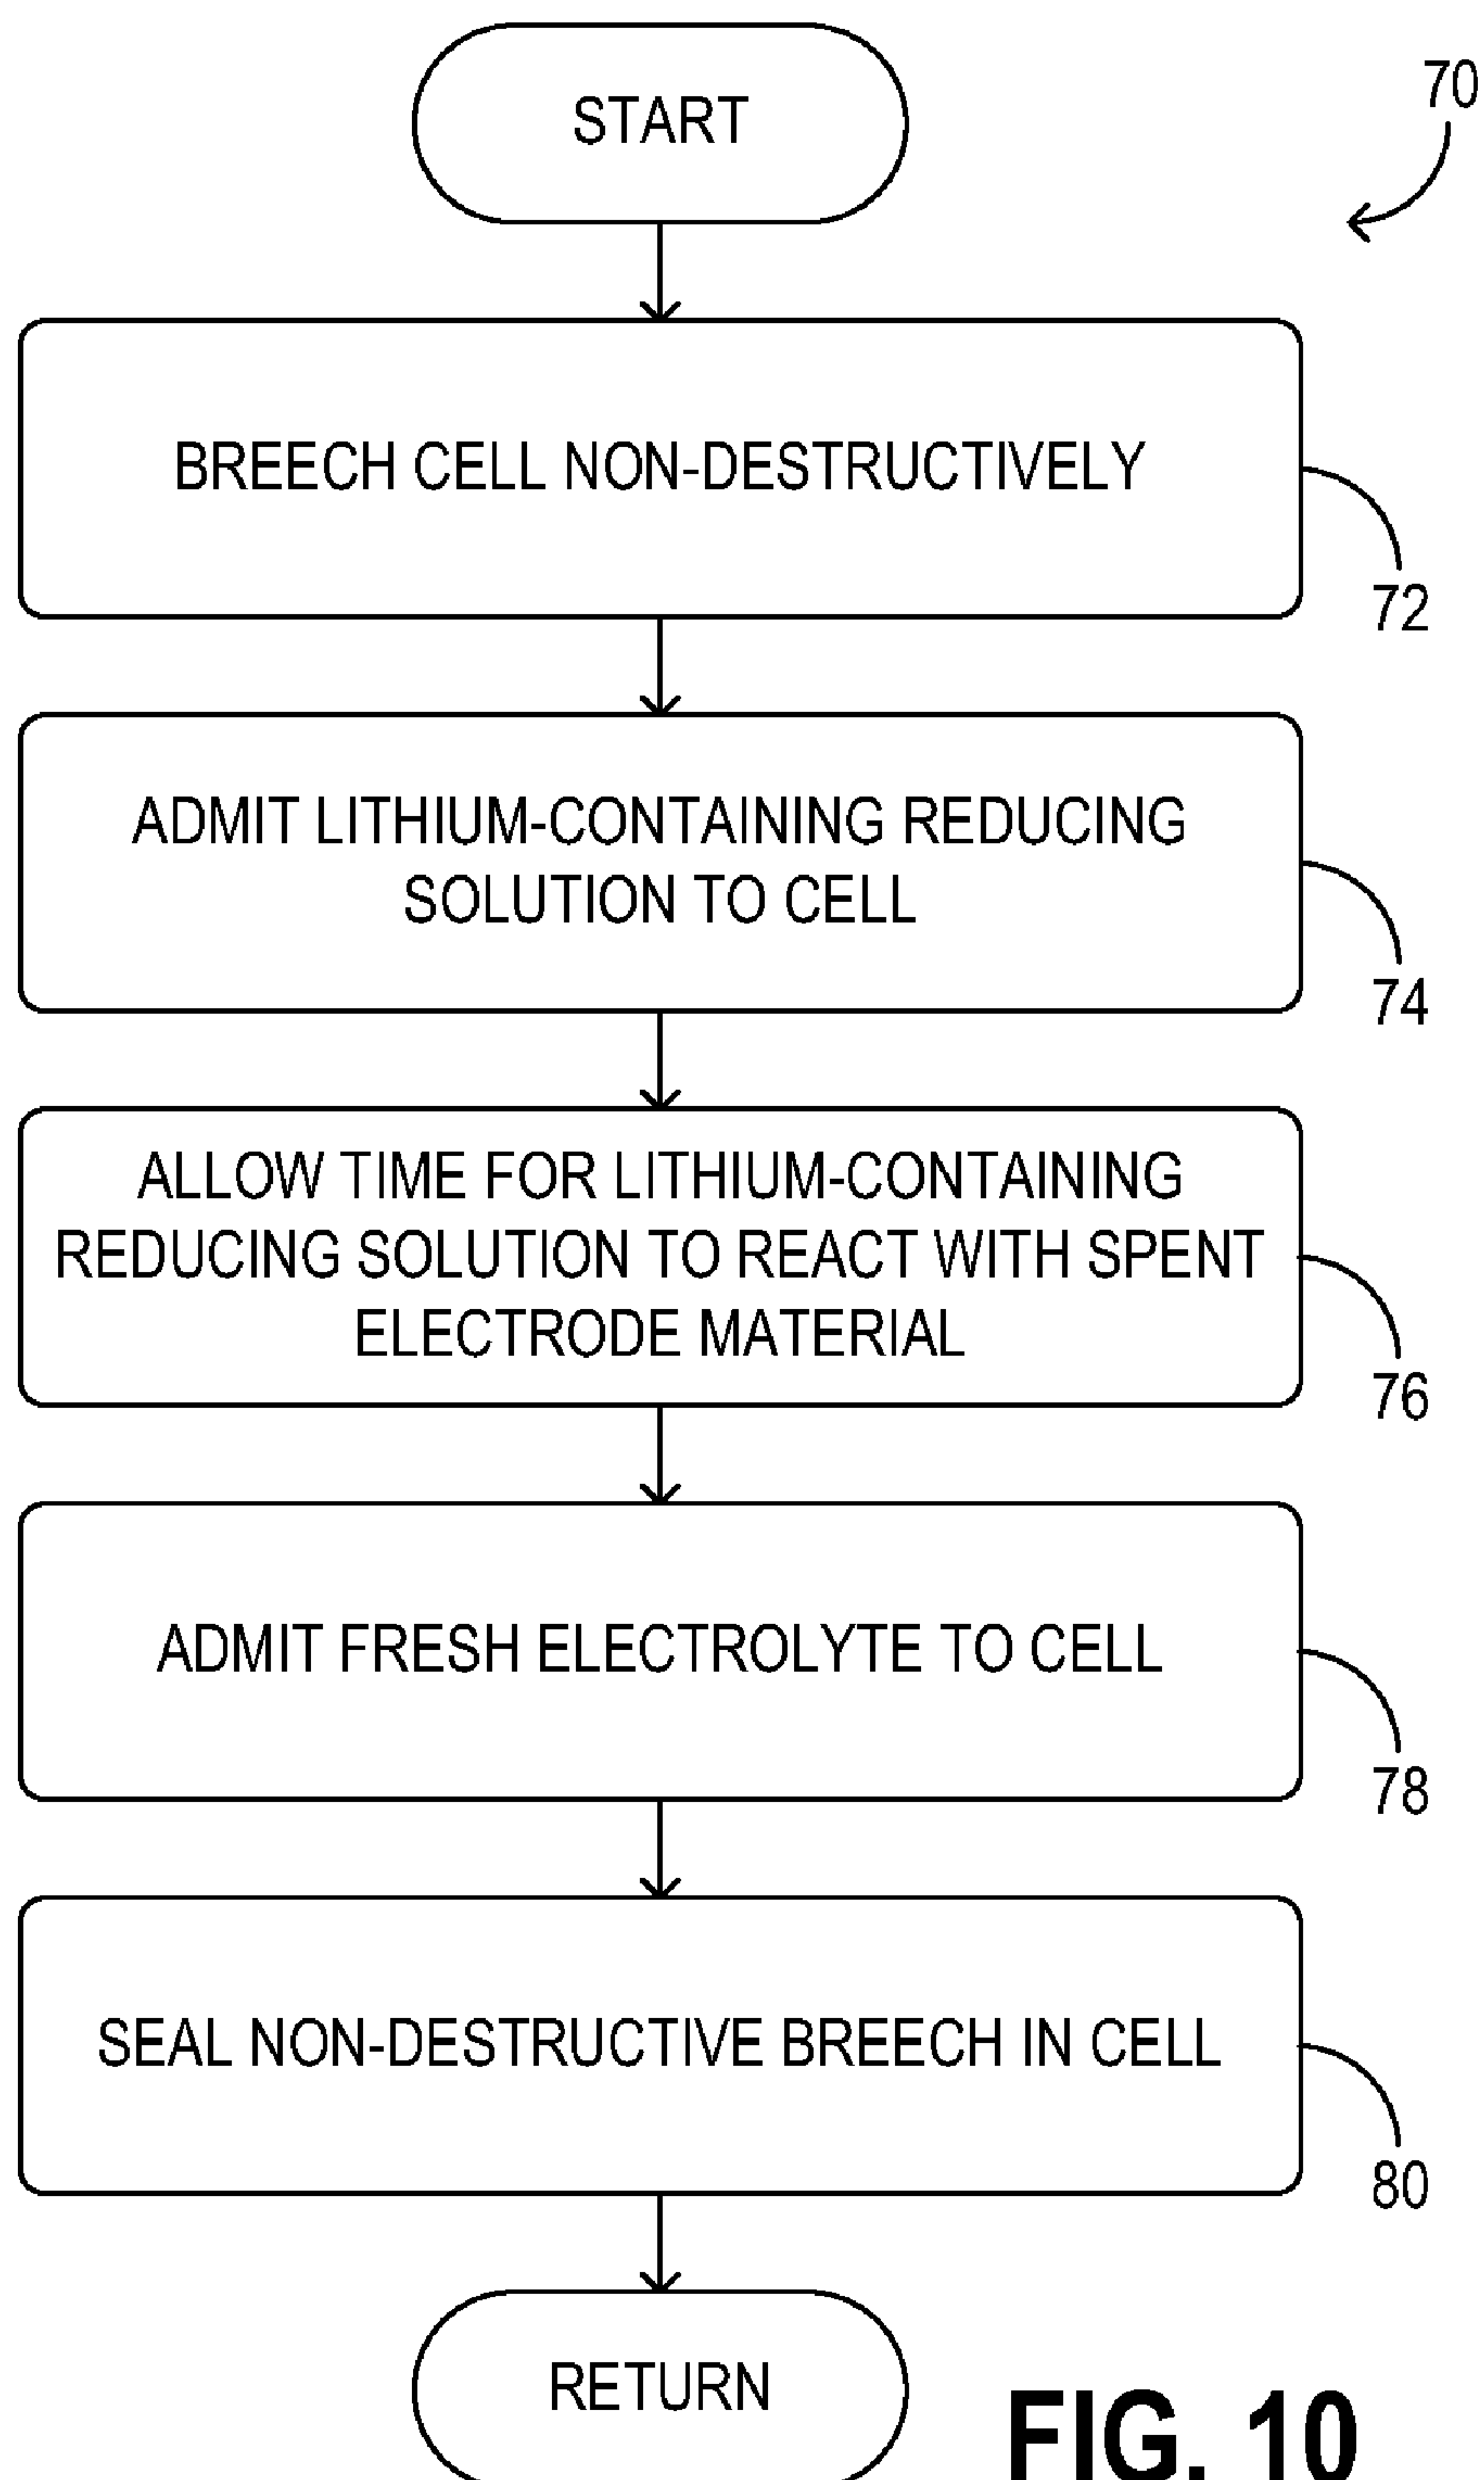 START
70
BREECH CELL NON-DESTRUCTIVELY
72
ADMIT LITHIUM-CONTAINING REDUCING
SOLUTION TO CELL
74
ALLOW TIME FOR LITHIUM-CONTAINING
REDUCING SOLUTION TO REACT WITH SPENT
ELECTRODE MATERIAL
76
ADMIT FRESH ELECTROLYTE TO CELL
78
SEAL NON-DESTRUCTIVE BREECH IN CELL
80
RETURN
FIG. 10